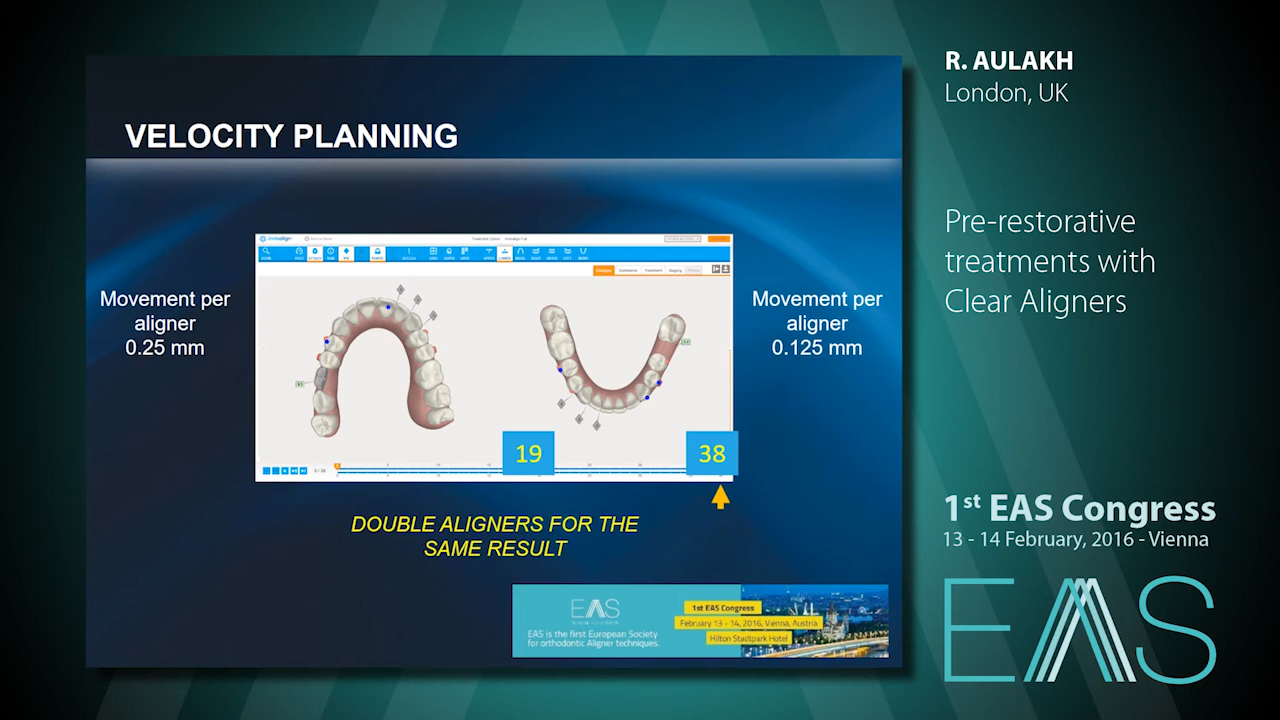 R. AULAKH
London, UK
VELOCITY PLANNING
Pre-restorative
treatments with
Clear Aligners
Movement per
aligner
0.25 mm
invisalign
Movement per
aligner
0.125 mm
19
38
DOUBLE ALIGNERS FOR THE
SAME RESULT
1st EAS Congress
13 - 14 February, 2016 - Vienna
EAS
EAS
EAS is the first European Society
for orthodontic Aligner techniques.
1st EAS Congress
February 13 - 14, 2016, Vienna, Austria
Hilton Stadtpark Hotel